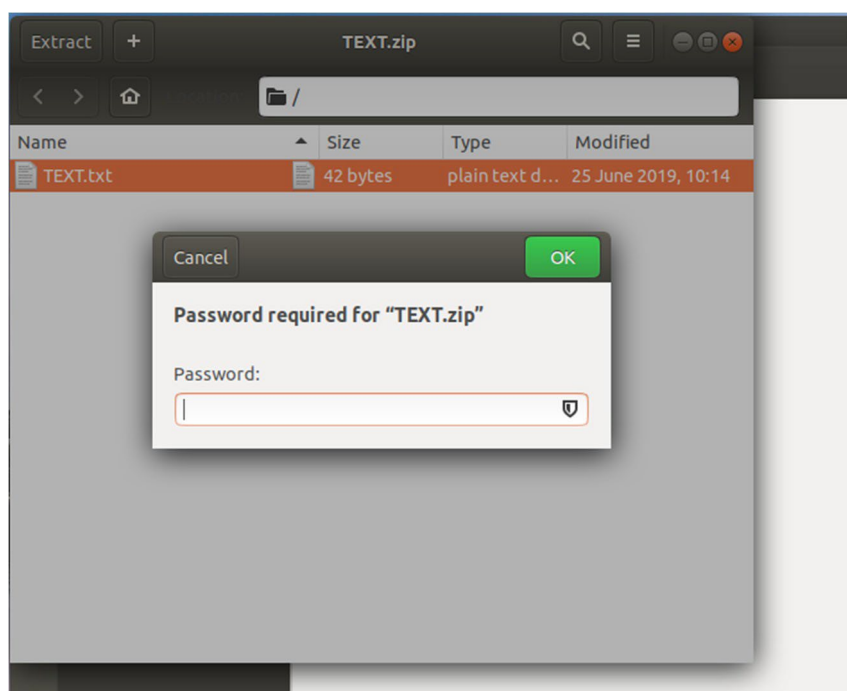 Extract + TEXT.zip
/
Name Size Type Modified
TEXT.txt 42 bytes plain text d... 25 June 2019, 10:14
Cancel OK
Password required for “TEXT.zip”
Password: